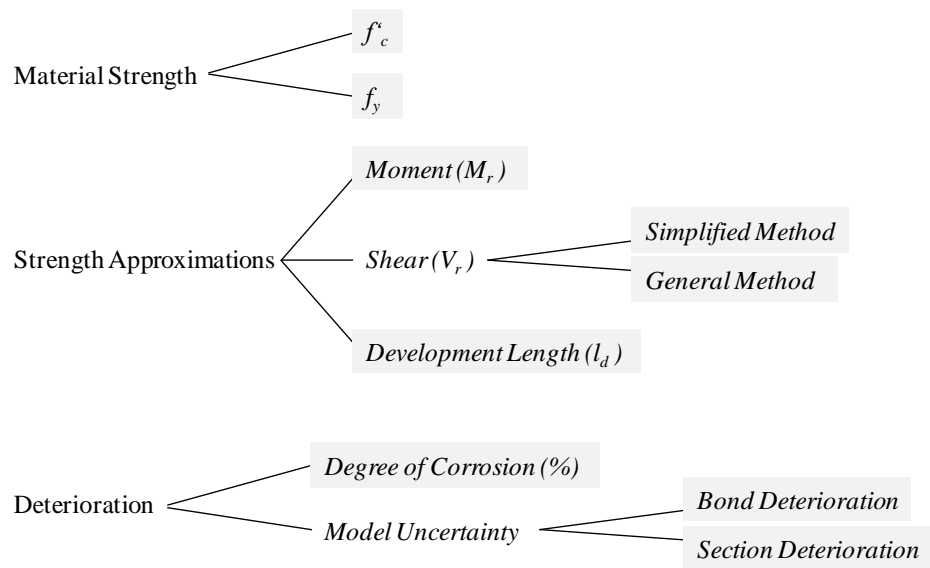 f‘c
Material Strength
fy
Moment (Mr )
Simplified Method
Strength Approximations
Shear (Vr )
General Method
Development Length (ld )
Degree of Corrosion (%)
Deterioration
Bond Deterioration
Model Uncertainty
Section Deterioration